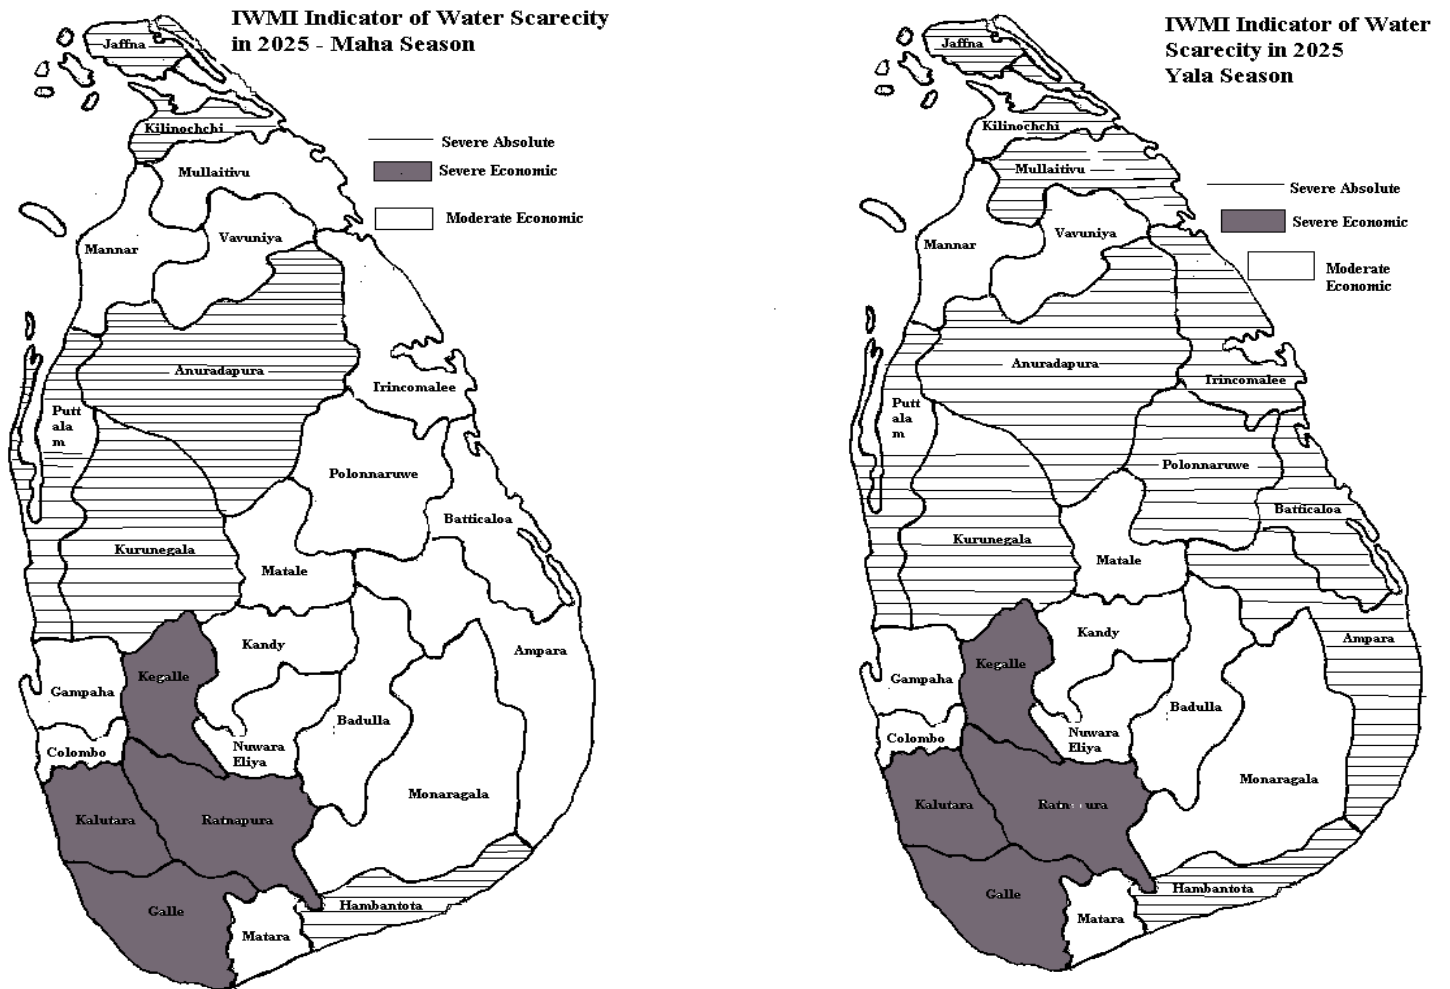 IWMI Indicator of Water Scarecity
in 2025 - Maha Season
Jaffna
Kilinochchi
Severe Absolute
Severe Economic
Mullaitivu
Moderate Economic
Vavuniya
Mannar
Anuradapura
Irincomalee
Putt
ala
m
Polonnaruwe
Batticaloa
Kurunegala
Matale
Kandy
Ampara
Kegalle
Gampaha
Badulla
Nuwara
Eliya
Colombo
Monaragala
Kalutara
Ratnapura
Hambantota
Galle
Matara
IWMI Indicator of Water
Scarecity in 2025
Yala Season
Jaffna
Kilinochchi
Mullaitivu
Severe Absolute
Severe Economic
Vavuniya
Mannar
Moderate
Economic
Anuradapura
Irincomalee
Putt
ala
m
Polonnaruwe
Batticaloa
Kurunegala
Matale
Kandy
Ampara
Kegalle
Gampaha
Badulla
Nuwara
Eliya
Colombo
Monaragala
Kalutara
Hambantota
Galle
Matara